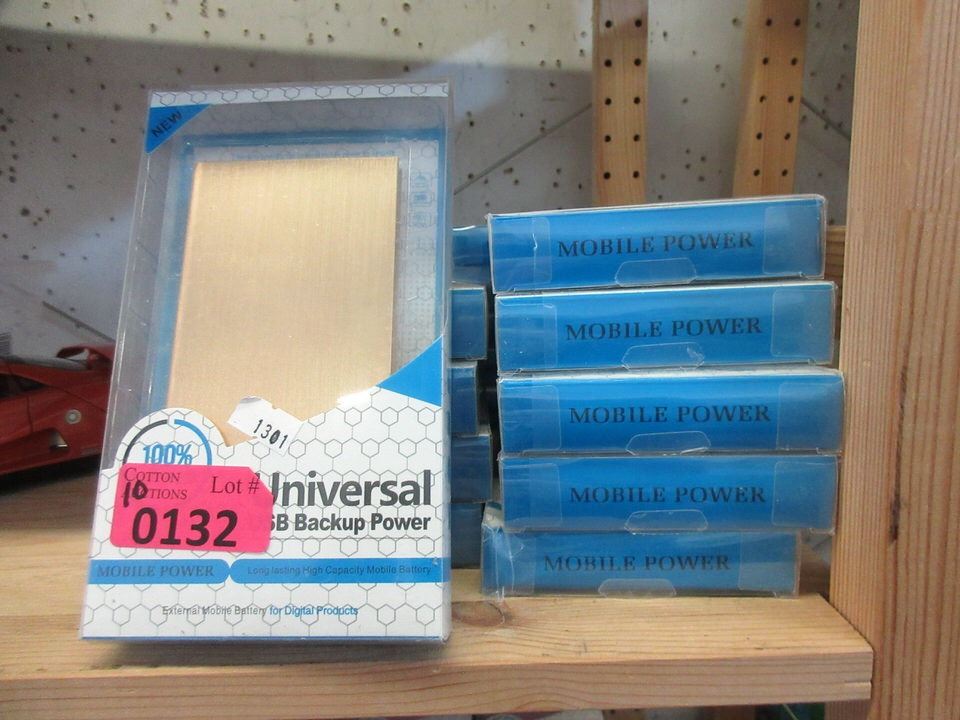 NEW
1301
100%
COTTON
10
TIONS
Lot #
0132
Universal
SB Backup Power
MOBILE POWER
Long lasting High Capacity Mobile Battery
External Mobile Battery for Digital Products
MOBILE POWER
MOBILE POWER
MOBILE POWER
MOBILE POWER
MOBILE POWER